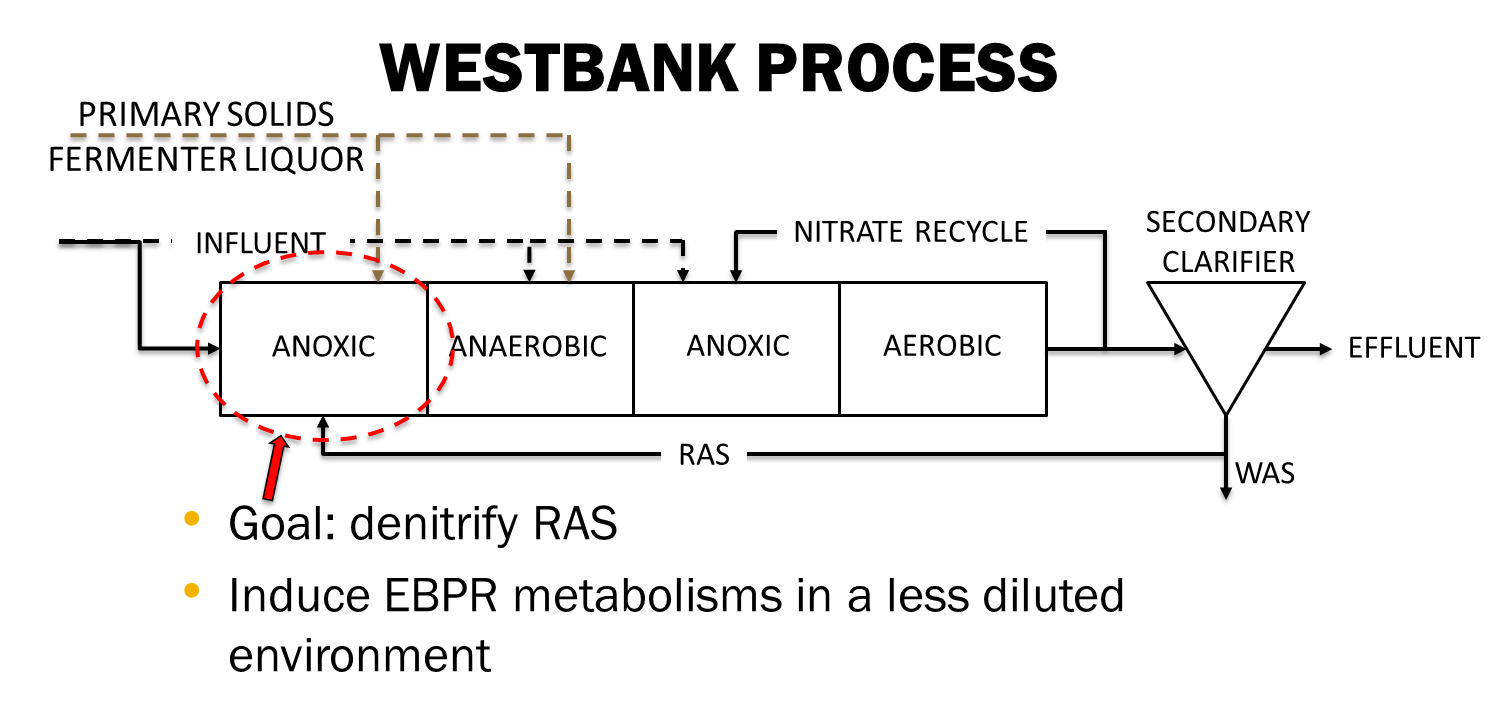 WESTBANK PROCESS
PRIMARY SOLIDS
FERMENTER LIQUOR
INFLUENT
NITRATE RECYCLE
SECONDARY
CLARIFIER
ANOXIC
ANAEROBIC
ANOXIC
AEROBIC
EFFLUENT
RAS
WAS
• Goal: denitrify RAS
• Induce EBPR metabolisms in a less diluted
environment